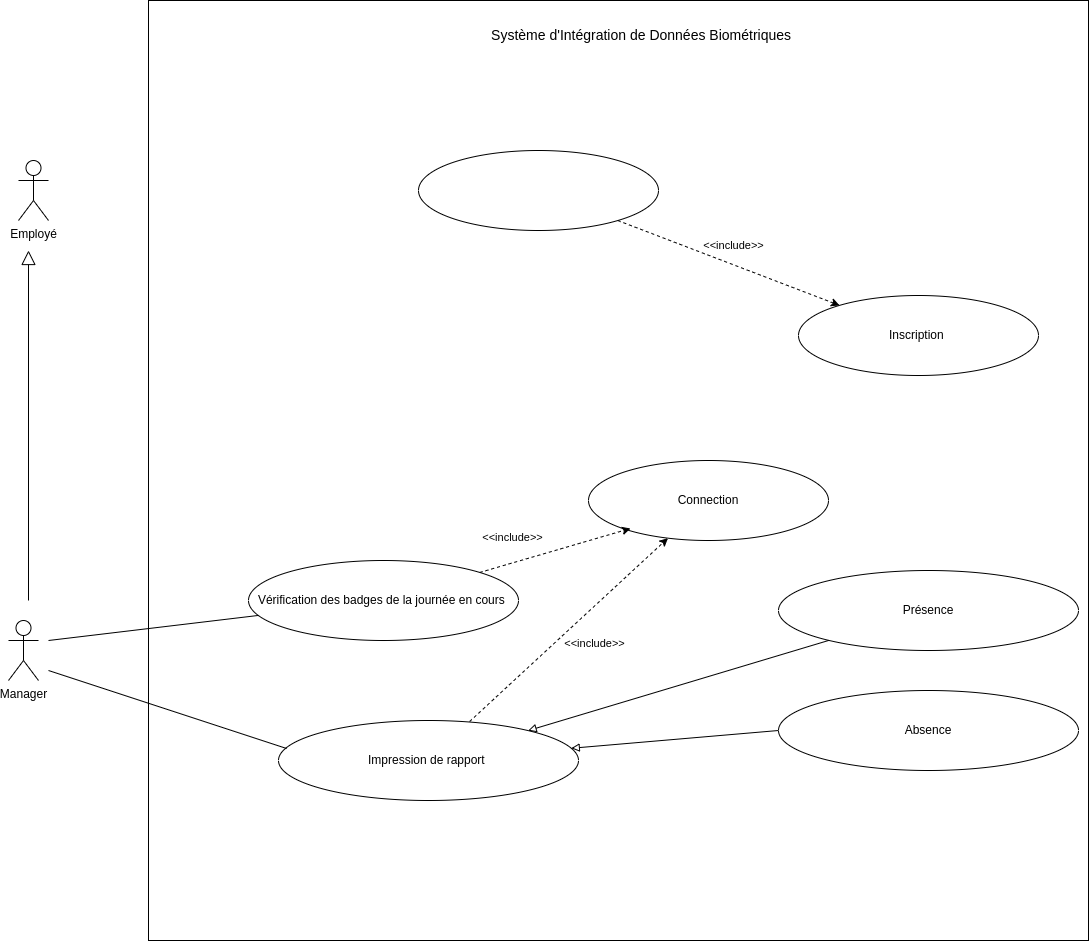 Système d'Intégration de Données Biométriques
Employé
<<include>>
Inscription
Connection
<<include>>
Vérification des badges de la journée en cours
Présence
<<include>>
Manager
Absence
Impression de rapport